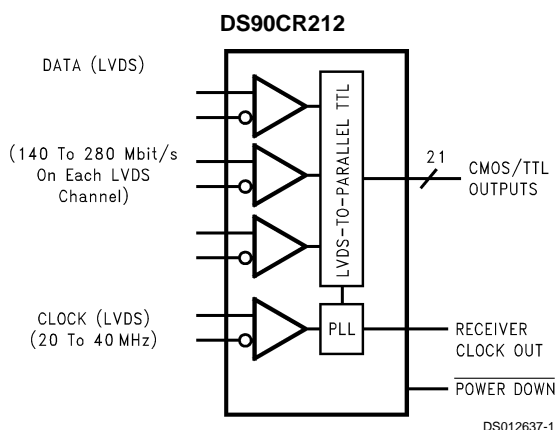 DS90CR212
DATA (LVDS)
(140 To 280 Mbit/s
On Each LVDS
Channel)
LVDS-TO-PARALLEL TTL
21
CMOS/TTL
OUTPUTS
CLOCK (LVDS)
(20 To 40 MHz)
PLL
RECEIVER
CLOCK OUT
POWER DOWN
DS012637-1